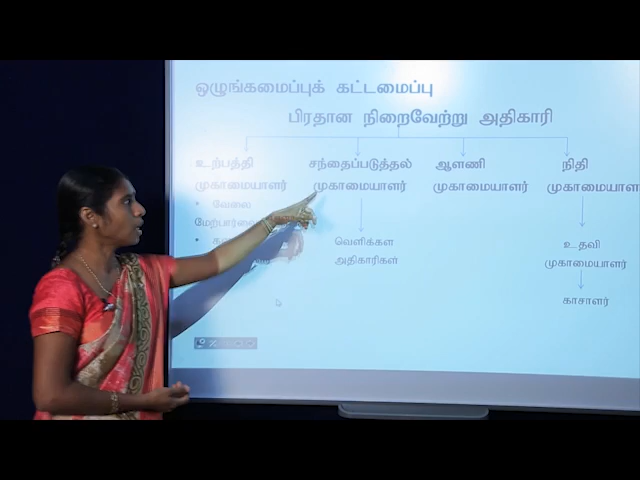 ஒழுங்கமைப்புக் கட்டமைப்பு
பிரதான நிறைவேற்று அதிகாரி
உற்பத்தி சந்தைப்படுத்தல் ஆளணி நிதி
முகாமையாளர் முகாமையாளர் முகாமையாளர்
• வேலை
வெளிக்கள உதவி
அதிகாரிகள் முகாமையாளர்
காசாளர்